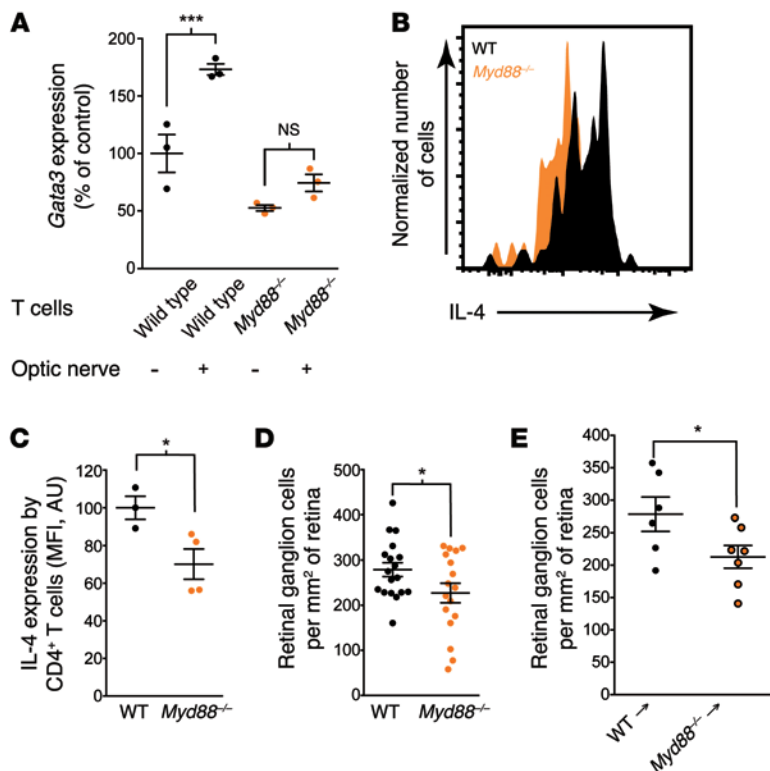 A
Gata3 expression
(% of control)
200
150
100
50
0
***
NS
T cells
Wild type
Wild type
Myd88⁻/⁻
Myd88⁻/⁻
Optic nerve
-
+
-
+
B
WT
Myd88⁻/⁻
Normalized number
of cells
IL-4
C
IL-4 expression by
CD4⁺ T cells (MFI, AU)
120
100
80
60
40
20
0
*
WT
Myd88⁻/⁻
D
Retinal ganglion cells
per mm² of retina
500
400
300
200
100
0
*
WT
Myd88⁻/⁻
E
Retinal ganglion cells
per mm² of retina
400
350
300
250
200
150
100
50
0
*
WT →
Myd88⁻/⁻ →